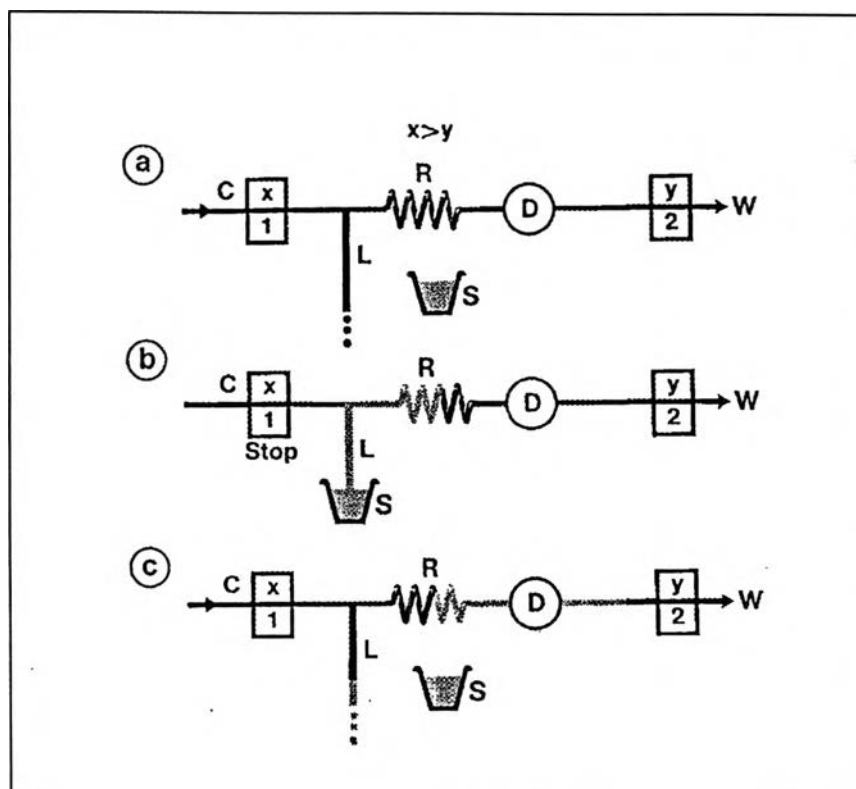 x>y
a C x 1 R D y 2 W
L
S
b C x 1 R D y 2 W
Stop
L
S
c C x 1 R D y 2 W
L
S